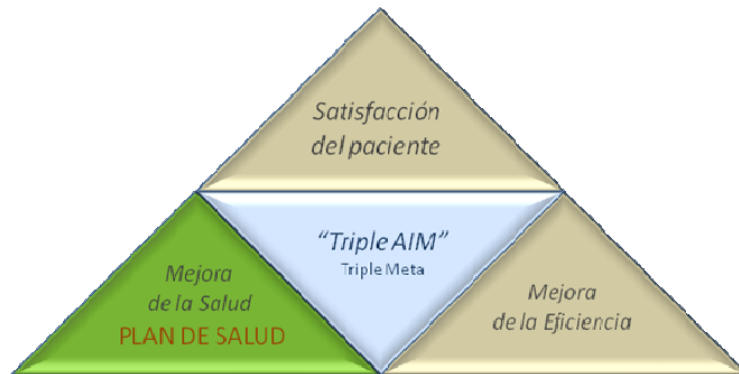 Satisfacción
del paciente
“Triple AIM”
Triple Meta
Mejora
de la Salud
PLAN DE SALUD
Mejora
de la Eficiencia